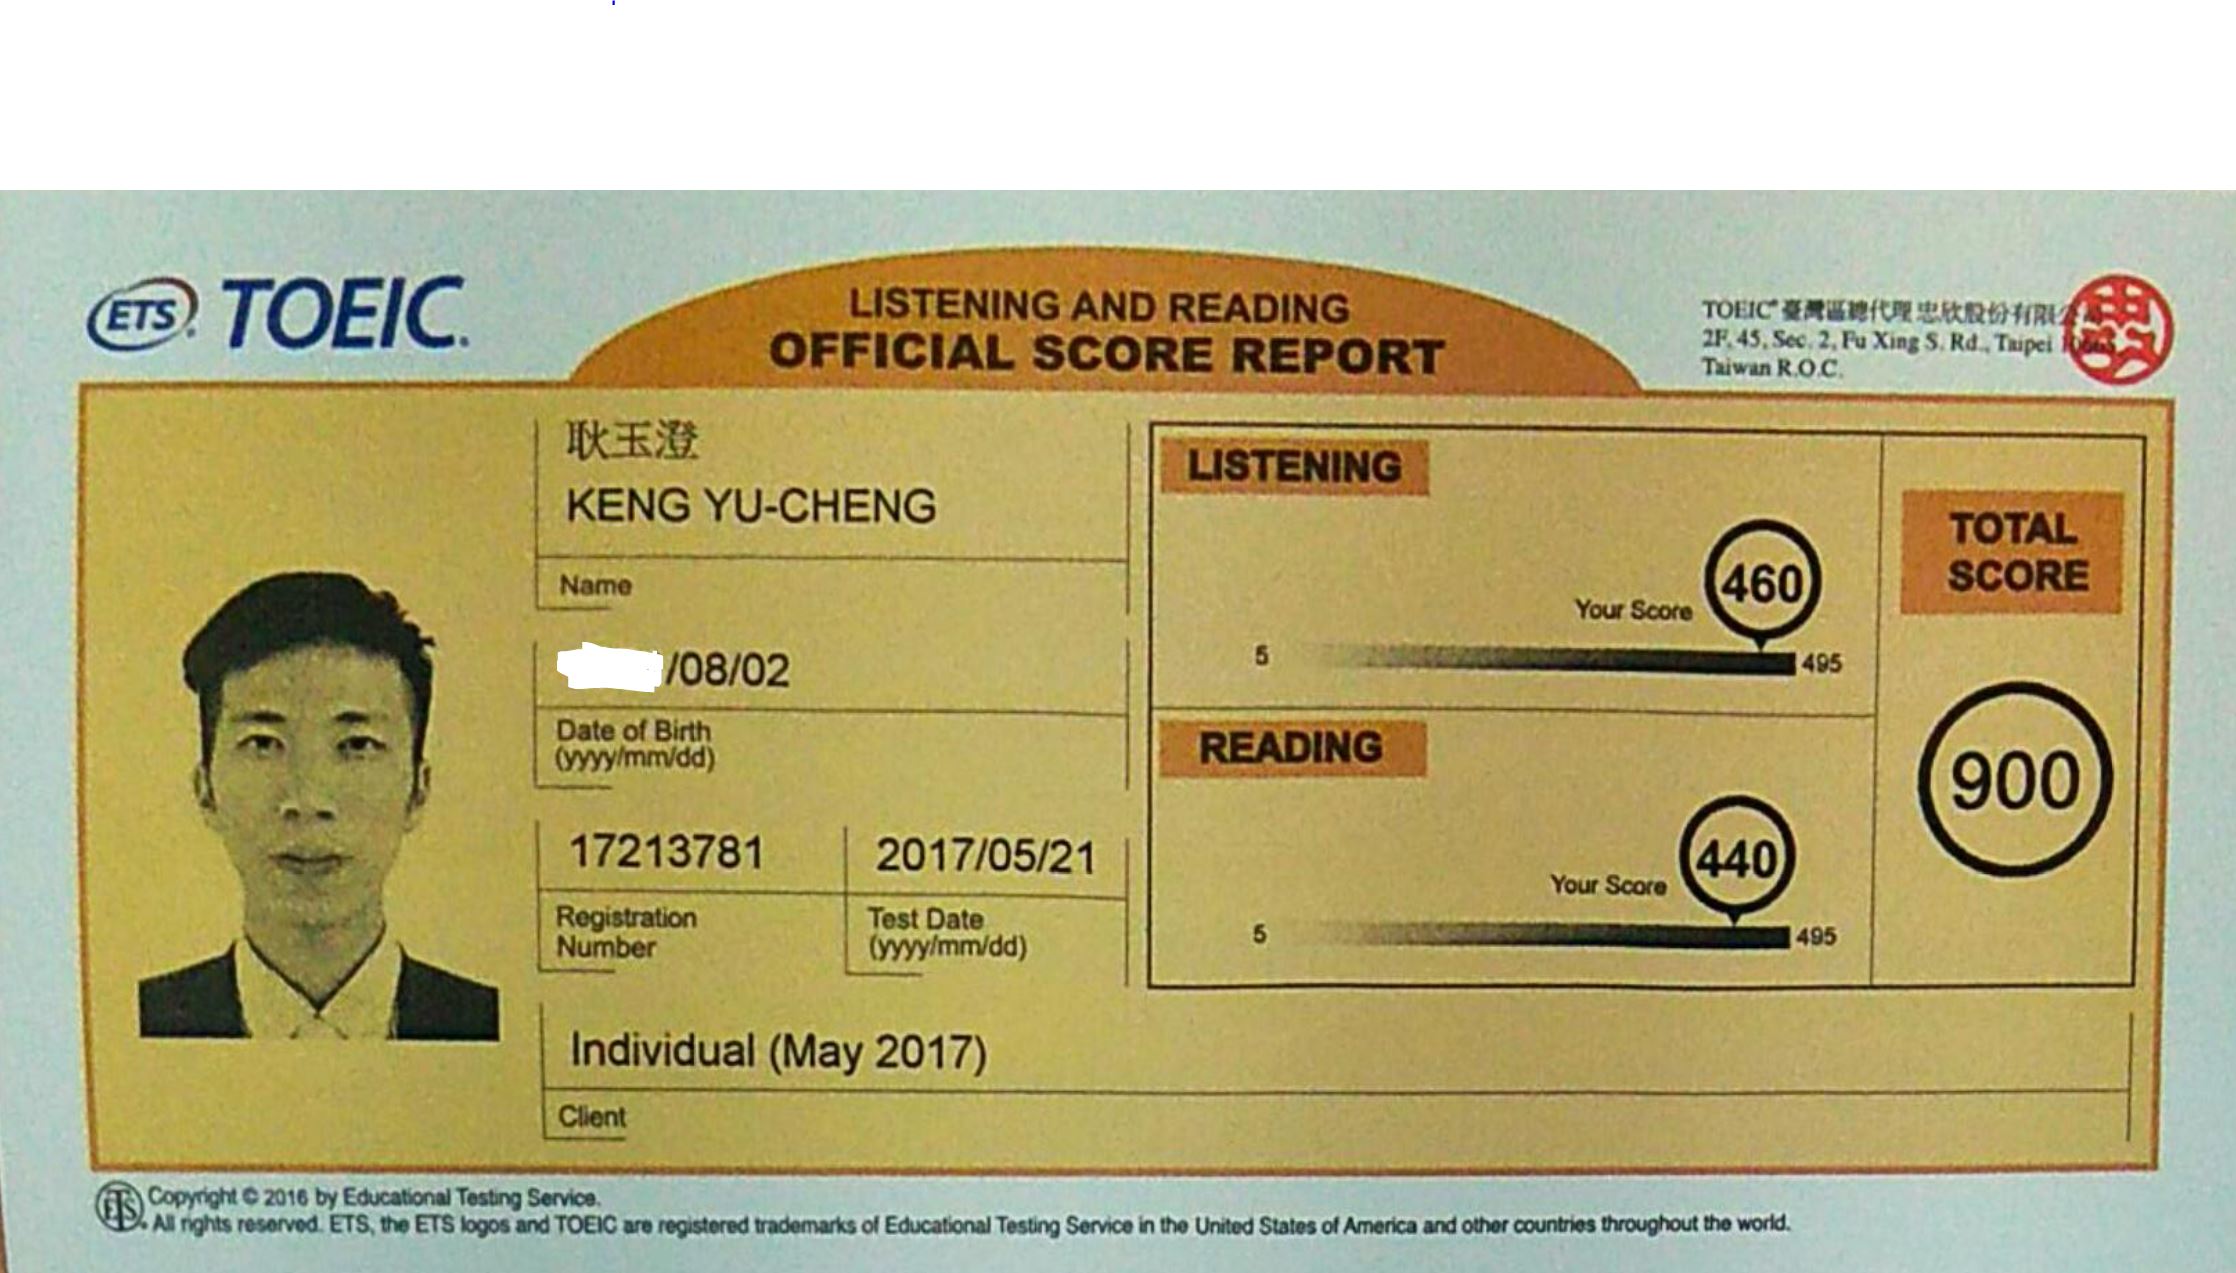 ETS TOEIC.
LISTENING AND READING
OFFICIAL SCORE REPORT
TOEIC® 臺灣區總代理 忠欣股份有限
2F, 45, Sec. 2, Fu Xing S. Rd., Taipei
Taiwan R.O.C.
耿玉澄
KENG YU-CHENG
Name
/08/02
Date of Birth
(yyyy/mm/dd)
17213781
Registration
Number
2017/05/21
Test Date
(yyyy/mm/dd)
Individual (May 2017)
Client
LISTENING
Your Score
460
5
495
READING
Your Score
440
5
495
TOTAL
SCORE
900
ETS
Copyright © 2016 by Educational Testing Service.
All rights reserved. ETS, the ETS logos and TOEIC are registered trademarks of Educational Testing Service in the United States of America and other countries throughout the world.